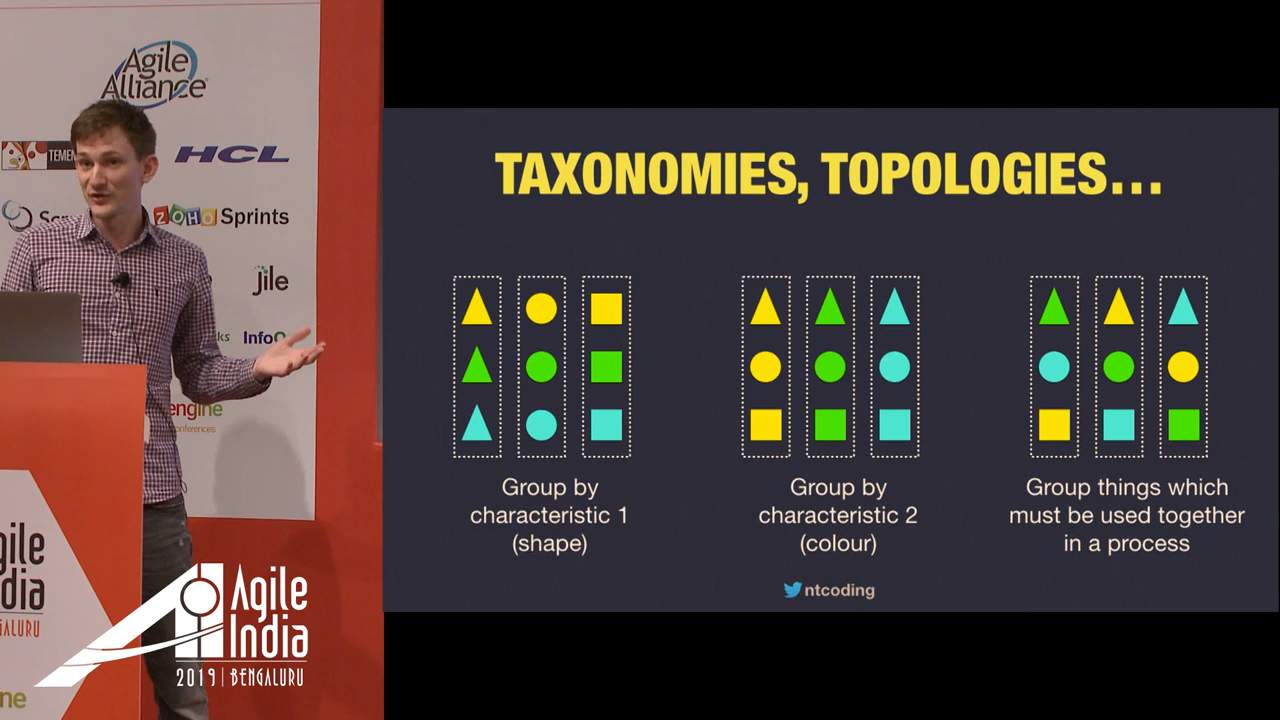 Agile
Alliance
HCL
ZOHO Sprints
jile
engine
conferences
Agile
India
2019 | BENGALURU
TAXONOMIES, TOPOLOGIES...
Group by
characteristic 1
(shape)
Group by
characteristic 2
(colour)
Group things which
must be used together
in a process
ntcoding